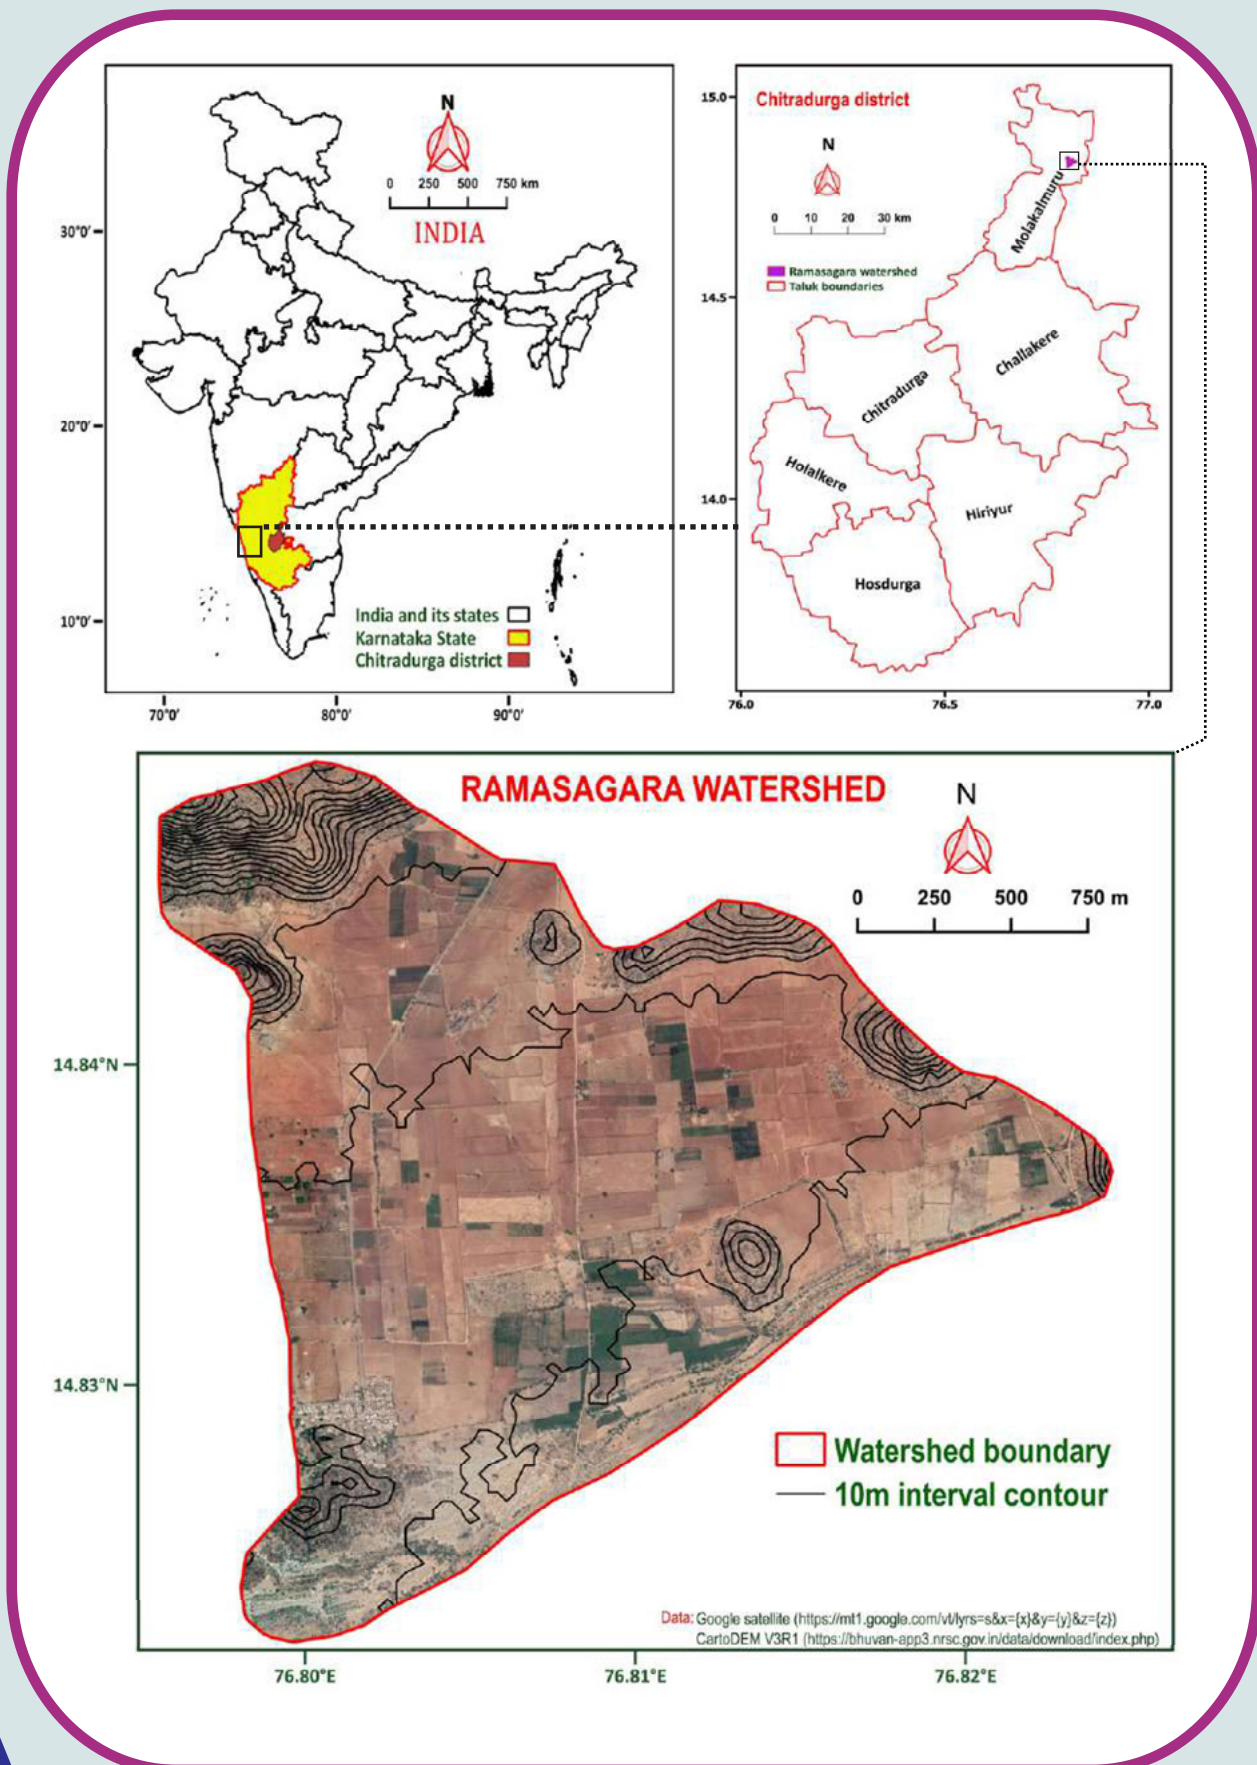 N
0 250 500 750 km
INDIA
30°0'
20°0'
10°0'
India and its states
Karnataka State
Chitradurga district
70°0'
80°0'
90°0'
Chitradurga district
N
0 10 20 30 km
Ramasagara watershed
Taluk boundaries
15.0
14.5
14.0
Molakalmuru
Challakere
Chitradurga
Holalkere
Hiriyur
Hosdurga
76.0
76.5
77.0
RAMASAGARA WATERSHED
N
0 250 500 750 m
14.84°N
14.83°N
Watershed boundary
10m interval contour
Data: Google satellite (https://mt1.google.com/vt/lyrs=s&x={x}&y={y}&z={z})
CartoDEM V3R1 (https://bhuvan-app3.nrsc.gov.in/data/download/index.php)
76.80°E
76.81°E
76.82°E